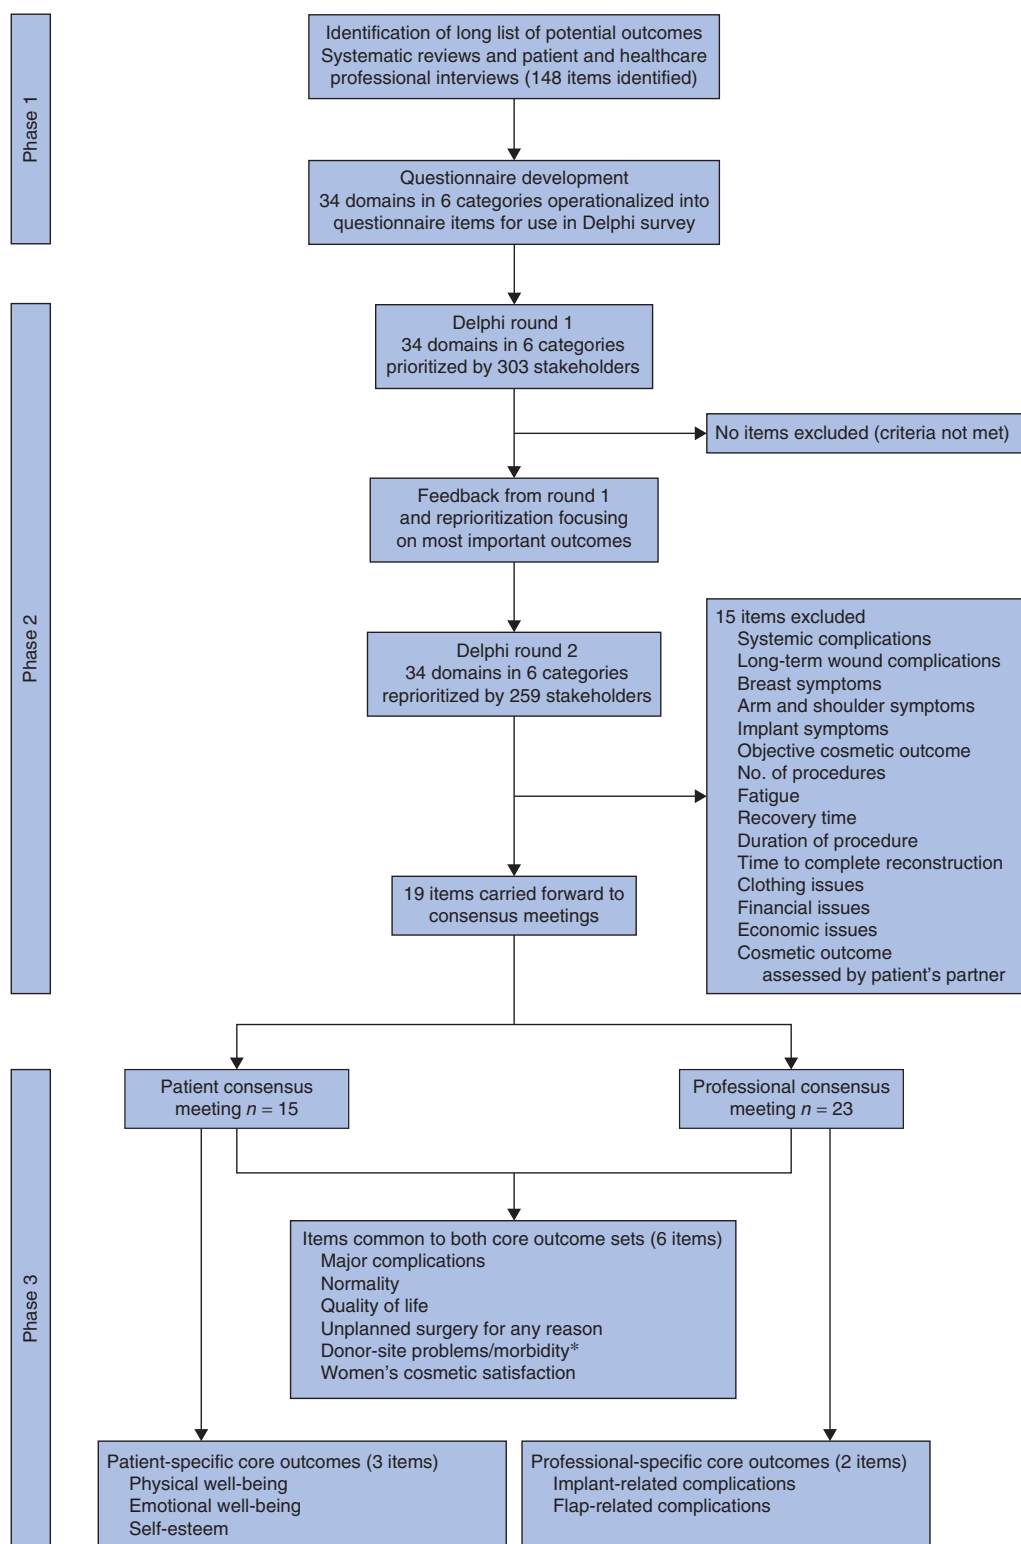 Phase 1
Identification of long list of potential outcomes
Systematic reviews and patient and healthcare
professional interviews (148 items identified)
Questionnaire development
34 domains in 6 categories operationalized into
questionnaire items for use in Delphi survey
Phase 2
Delphi round 1
34 domains in 6 categories
prioritized by 303 stakeholders
No items excluded (criteria not met)
Feedback from round 1
and reprioritization focusing
on most important outcomes
Delphi round 2
34 domains in 6 categories
reprioritized by 259 stakeholders
15 items excluded
Systemic complications
Long-term wound complications
Breast symptoms
Arm and shoulder symptoms
Implant symptoms
Objective cosmetic outcome
No. of procedures
Fatigue
Recovery time
Duration of procedure
Time to complete reconstruction
Clothing issues
Financial issues
Economic issues
Cosmetic outcome
assessed by patient's partner
19 items carried forward to
consensus meetings
Phase 3
Patient consensus
meeting n = 15
Professional consensus
meeting n = 23
Items common to both core outcome sets (6 items)
Major complications
Normality
Quality of life
Unplanned surgery for any reason
Donor-site problems/morbidity*
Women's cosmetic satisfaction
Patient-specific core outcomes (3 items)
Physical well-being
Emotional well-being
Self-esteem
Professional-specific core outcomes (2 items)
Implant-related complications
Flap-related complications